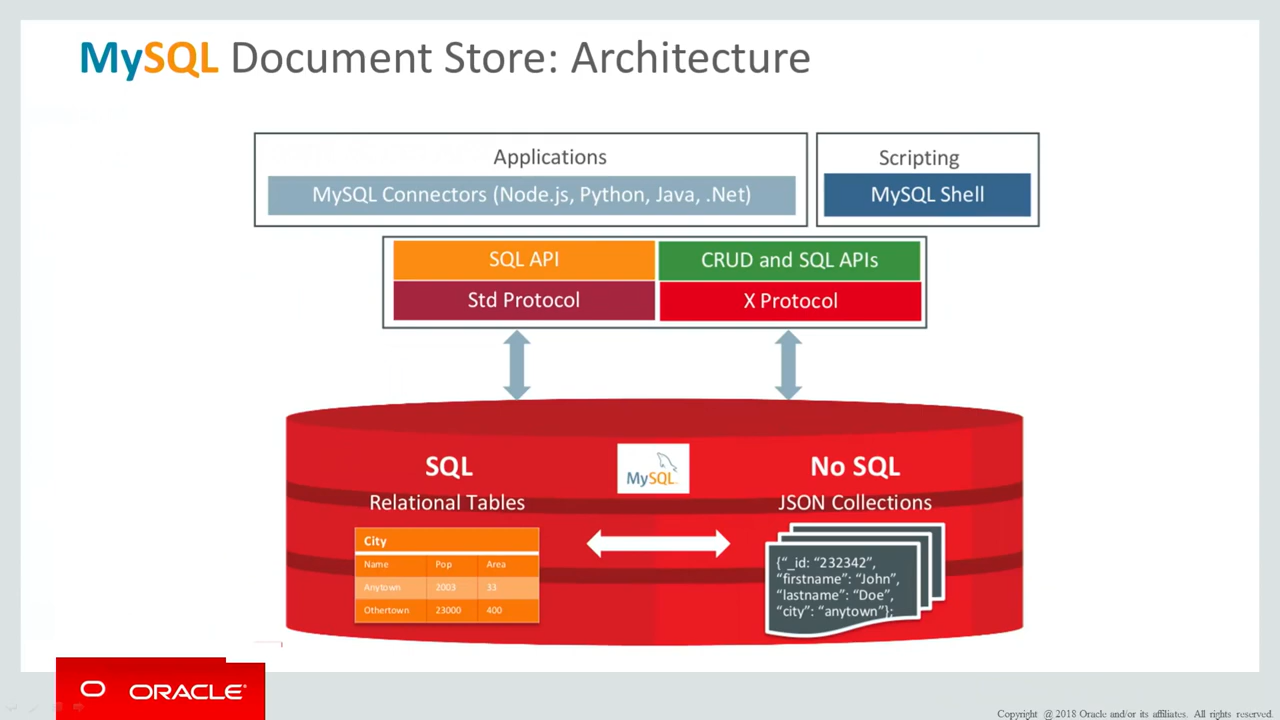 MySQL Document Store: Architecture
Applications
MySQL Connectors (Node.js, Python, Java, .Net)
Scripting
MySQL Shell
SQL API
CRUD and SQL APIs
Std Protocol
X Protocol
SQL
MySQL
No SQL
Relational Tables
JSON Collections
City
Name Pop Area
Anytown 2003 33
Othertown 23000 400
{“_id: “232342”,
“firstname”: “John”,
“lastname”: “Doe”,
“city”: “anytown”};
ORACLE®
Copyright @ 2018 Oracle and/or its affiliates. All rights reserved.